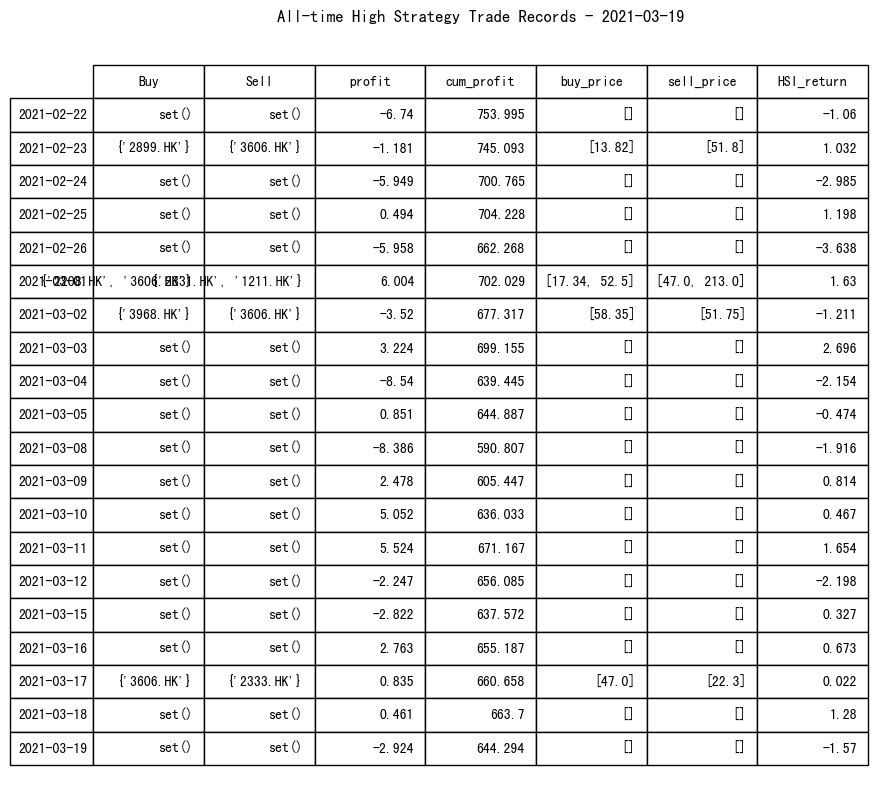 All-time High Strategy Trade Records - 2021-03-19
Buy Sell profit cum_profit buy_price sell_price HSI_return
2021-02-22 set() set() -6.74 753.995 [] [] -1.06
2021-02-23 {'2899.HK'} {'3606.HK'} -1.181 745.093 [13.82] [51.8] 1.032
2021-02-24 set() set() -5.949 700.765 [] [] -2.985
2021-02-25 set() set() 0.494 704.228 [] [] 1.198
2021-02-26 set() set() -5.958 662.268 [] [] -3.638
'1211.HK'} 6.004 702.029 [17.34, 52.5] [47.0, 213.0] 1.63
2021-03-02 {'3968.HK'} {'3606.HK'} -3.52 677.317 [58.35] [51.75] -1.211
2021-03-03 set() set() 3.224 699.155 [] [] 2.696
2021-03-04 set() set() -8.54 639.445 [] [] -2.154
2021-03-05 set() set() 0.851 644.887 [] [] -0.474
2021-03-08 set() set() -8.386 590.807 [] [] -1.916
2021-03-09 set() set() 2.478 605.447 [] [] 0.814
2021-03-10 set() set() 5.052 636.033 [] [] 0.467
2021-03-11 set() set() 5.524 671.167 [] [] 1.654
2021-03-12 set() set() -2.247 656.085 [] [] -2.198
2021-03-15 set() set() -2.822 637.572 [] [] 0.327
2021-03-16 set() set() 2.763 655.187 [] [] 0.673
2021-03-17 {'3606.HK'} {'2333.HK'} 0.835 660.658 [47.0] [22.3] 0.022
2021-03-18 set() set() 0.461 663.7 [] [] 1.28
2021-03-19 set() set() -2.924 644.294 [] [] -1.57